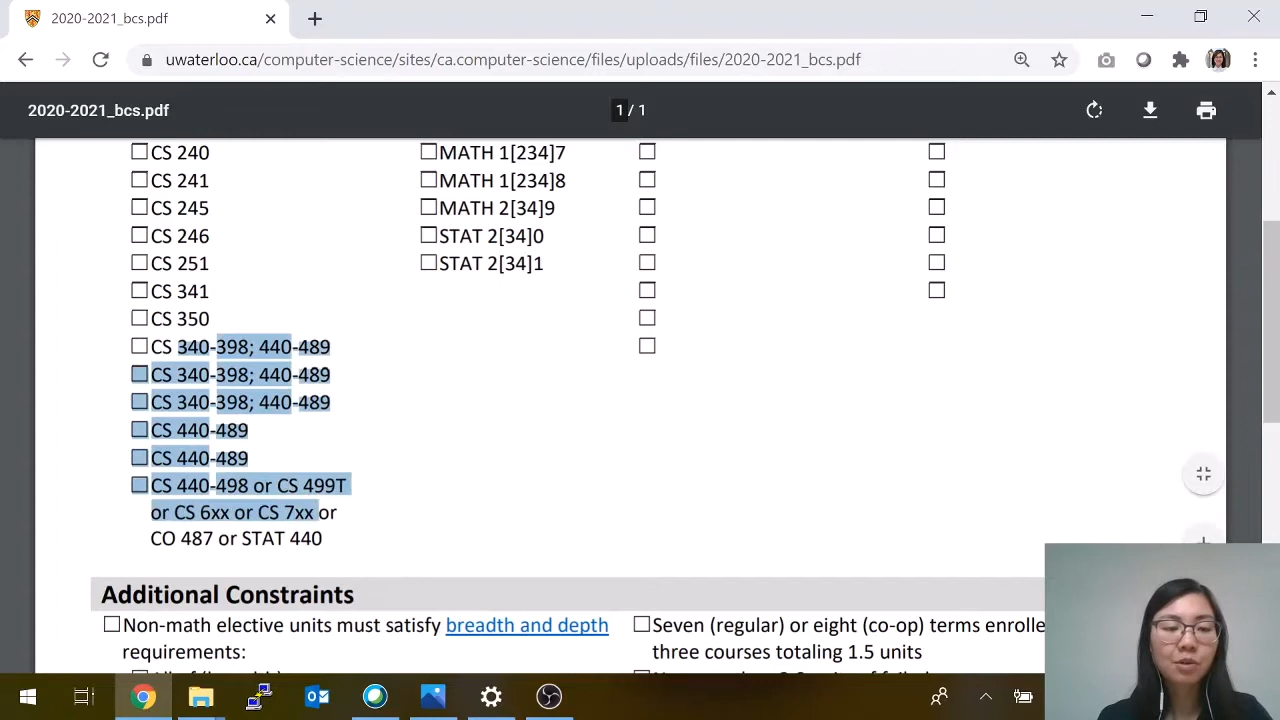 2020-2021_bcs.pdf
uwaterloo.ca/computer-science/sites/ca.computer-science/files/uploads/files/2020-2021_bcs.pdf
2020-2021_bcs.pdf
1 / 1
CS 240
CS 241
CS 245
CS 246
CS 251
CS 341
CS 350
CS 340-398; 440-489
CS 340-398; 440-489
CS 340-398; 440-489
CS 440-489
CS 440-489
CS 440-498 or CS 499T
or CS 6xx or CS 7xx or
CO 487 or STAT 440
MATH 1[234]7
MATH 1[234]8
MATH 2[34]9
STAT 2[34]0
STAT 2[34]1
Additional Constraints
Non-math elective units must satisfy breadth and depth
requirements:
Seven (regular) or eight (co-op) terms enrolle
three courses totaling 1.5 units